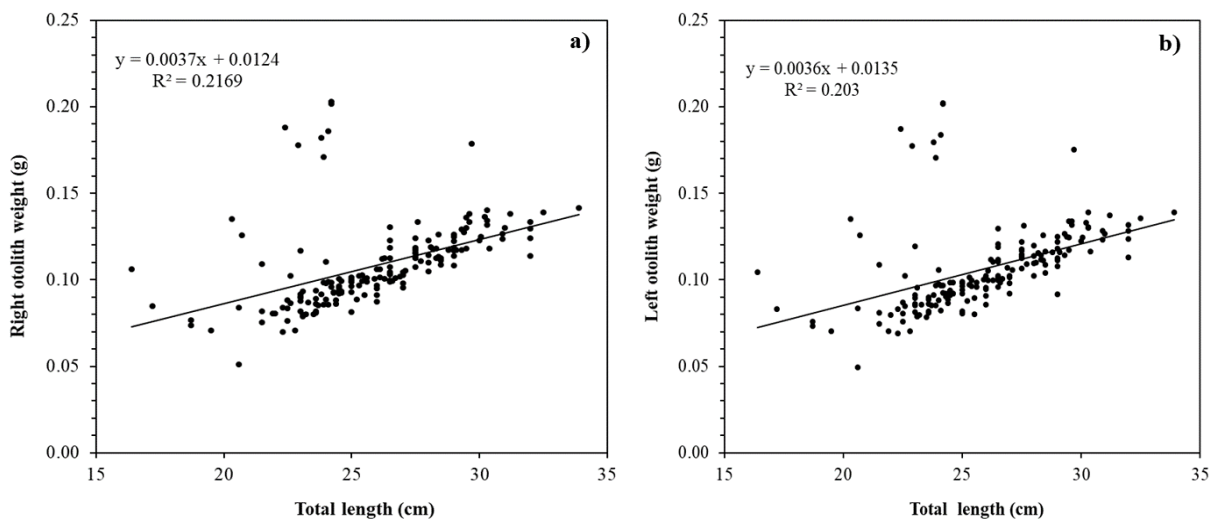 0.25
0.20
0.15
0.10
0.05
0.00
Right otolith weight (g)
a)
y = 0.0037x + 0.0124
R² = 0.2169
15 20 25 30 35
Total length (cm)
0.25
0.20
0.15
0.10
0.05
0.00
Left otolith weight (g)
b)
y = 0.0036x + 0.0135
R² = 0.203
15 20 25 30 35
Total length (cm)